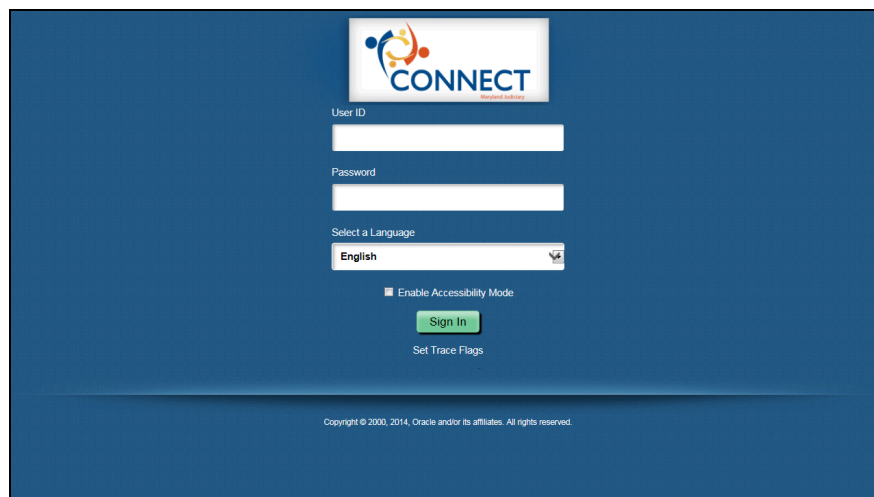 CONNECT
Maryland Judiciary
User ID
Password
Select a Language
English
Enable Accessibility Mode
Sign In
Set Trace Flags
Copyright © 2000, 2014, Oracle and/or its affiliates. All rights reserved.